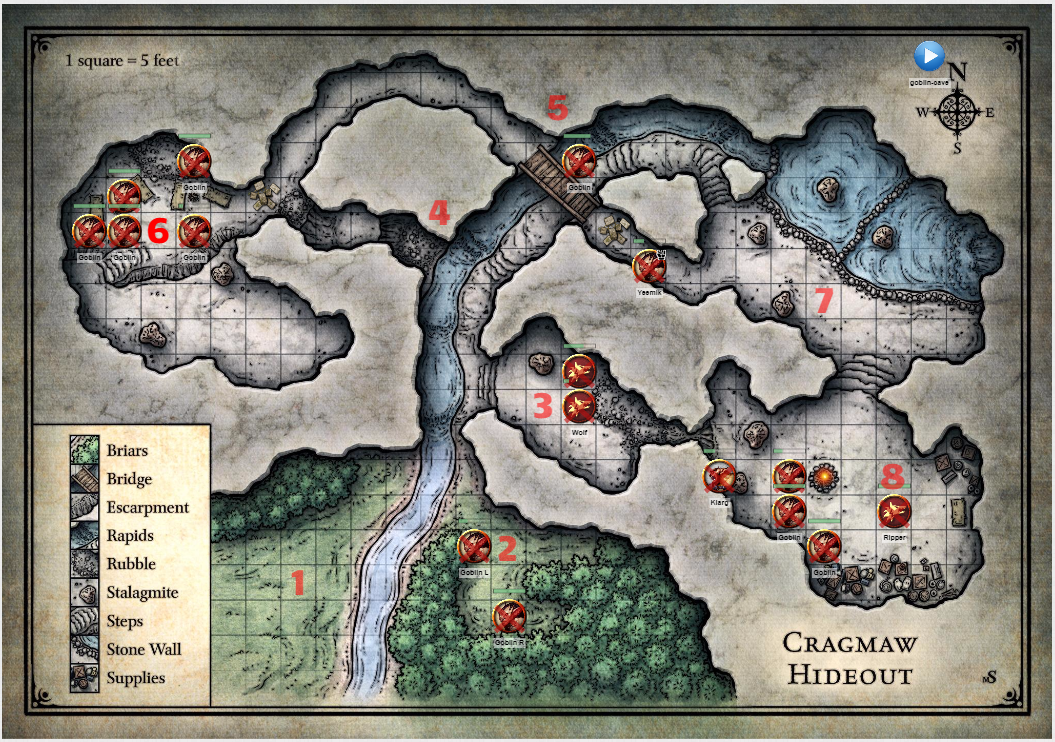 1 square = 5 feet
goblin-cave
N
W
E
S
5
Goblin
Goblin
4
6
Goblin
Goblin
Goblin
Yeemik
7
3
Wolf
Briars
Bridge
Escarpment
Rapids
Rubble
Stalagmite
Steps
Stone Wall
Supplies
8
Klarg
Goblin
Ripper
Goblin
2
Goblin L
1
Goblin R
Cragmaw
Hideout